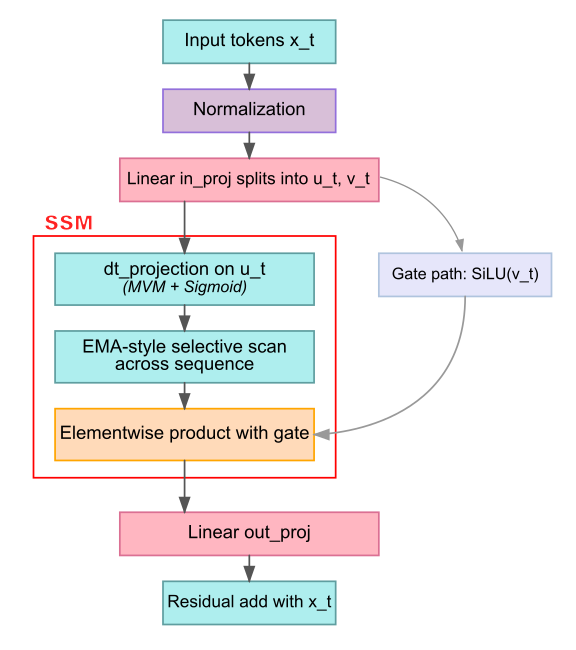 Input tokens x_t
Normalization
Linear in_proj splits into u_t, v_t
SSM
dt_projection on u_t
(MVM + Sigmoid)
Gate path: SiLU(v_t)
EMA-style selective scan
across sequence
Elementwise product with gate
Linear out_proj
Residual add with x_t